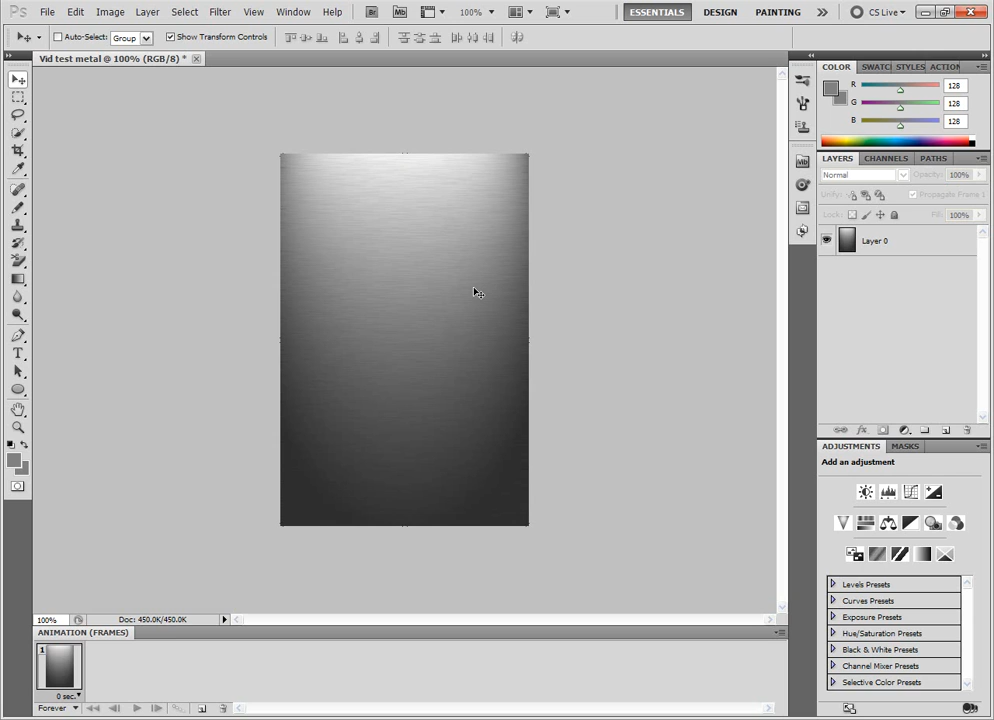 Ps File Edit Image Layer Select Filter View Window Help Br Mb 100% ESSENTIALS DESIGN PAINTING CS Live
Auto-Select: Group Show Transform Controls
Vid test metal @ 100% (RGB/8) *
COLOR SWATC STYLES ACTION
R 128
G 128
B 128
LAYERS CHANNELS PATHS
Normal Opacity: 100%
Unify: Propagate Frame 1
Lock: Fill: 100%
Layer 0
fx
ADJUSTMENTS MASKS
Add an adjustment
Levels Presets
Curves Presets
Exposure Presets
Hue/Saturation Presets
Black & White Presets
Channel Mixer Presets
Selective Color Presets
100% Doc: 450.0K/450.0K
ANIMATION (FRAMES)
1
0 sec.
Forever